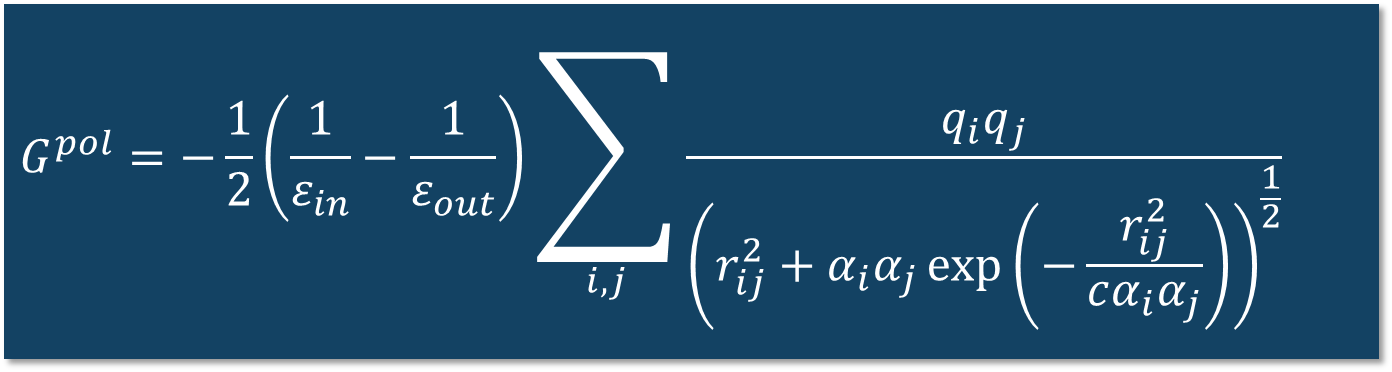 G^{pol} = -\frac{1}{2}\left(\frac{1}{\varepsilon_{in}} - \frac{1}{\varepsilon_{out}}\right)\sum_{i,j}\frac{q_i q_j}{\left(r_{ij}^2 + \alpha_i\alpha_j \exp\left(-\frac{r_{ij}^2}{c\alpha_i\alpha_j}\right)\right)^{\frac{1}{2}}}